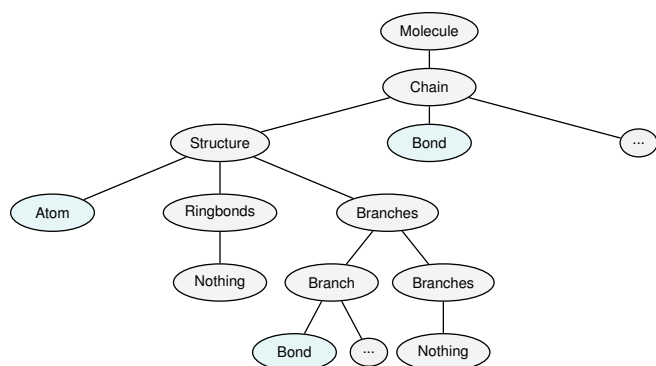 Molecule
Chain
Structure
Bond
...
Atom
Ringbonds
Branches
Nothing
Branch
Branches
Bond
...
Nothing